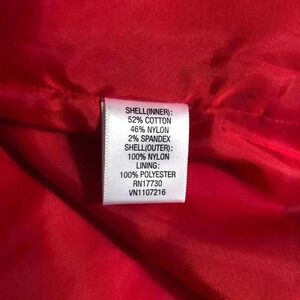 SHELL(INNER):
52% COTTON
46% NYLON
2% SPANDEX
SHELL(OUTER):
100% NYLON
LINING:
100% POLYESTER
RN17730
VN1107216